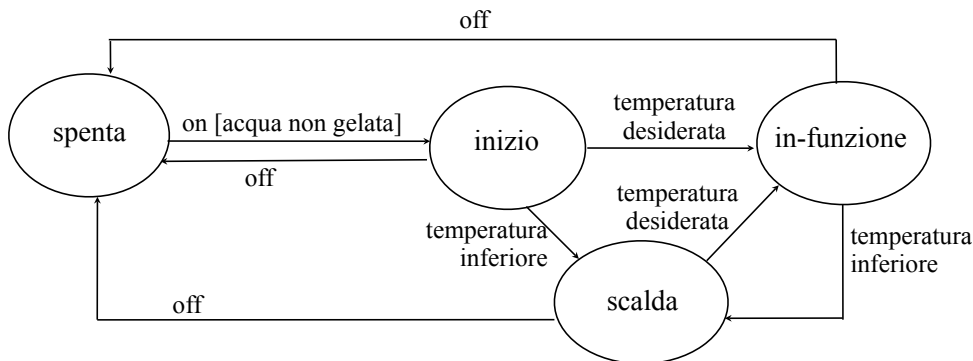 off
spenta
on [acqua non gelata]
off
inizio
temperatura
desiderata
in-funzione
temperatura
inferiore
temperatura
desiderata
temperatura
inferiore
off
scalda